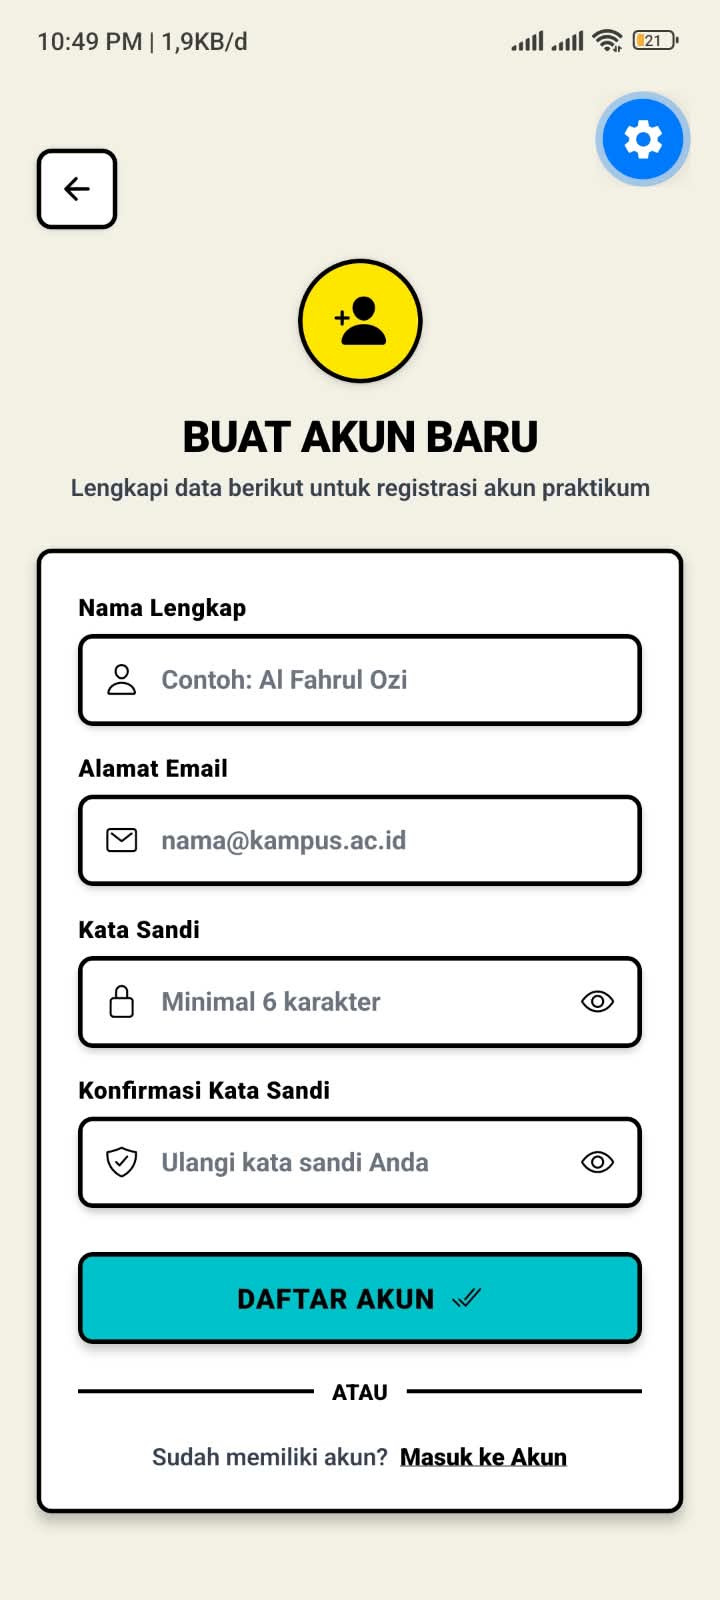 10:49 PM | 1,9KB/d
21
BUAT AKUN BARU
Lengkapi data berikut untuk registrasi akun praktikum
Nama Lengkap
Contoh: Al Fahrul Ozi
Alamat Email
nama@kampus.ac.id
Kata Sandi
Minimal 6 karakter
Konfirmasi Kata Sandi
Ulangi kata sandi Anda
DAFTAR AKUN
ATAU
Sudah memiliki akun? Masuk ke Akun